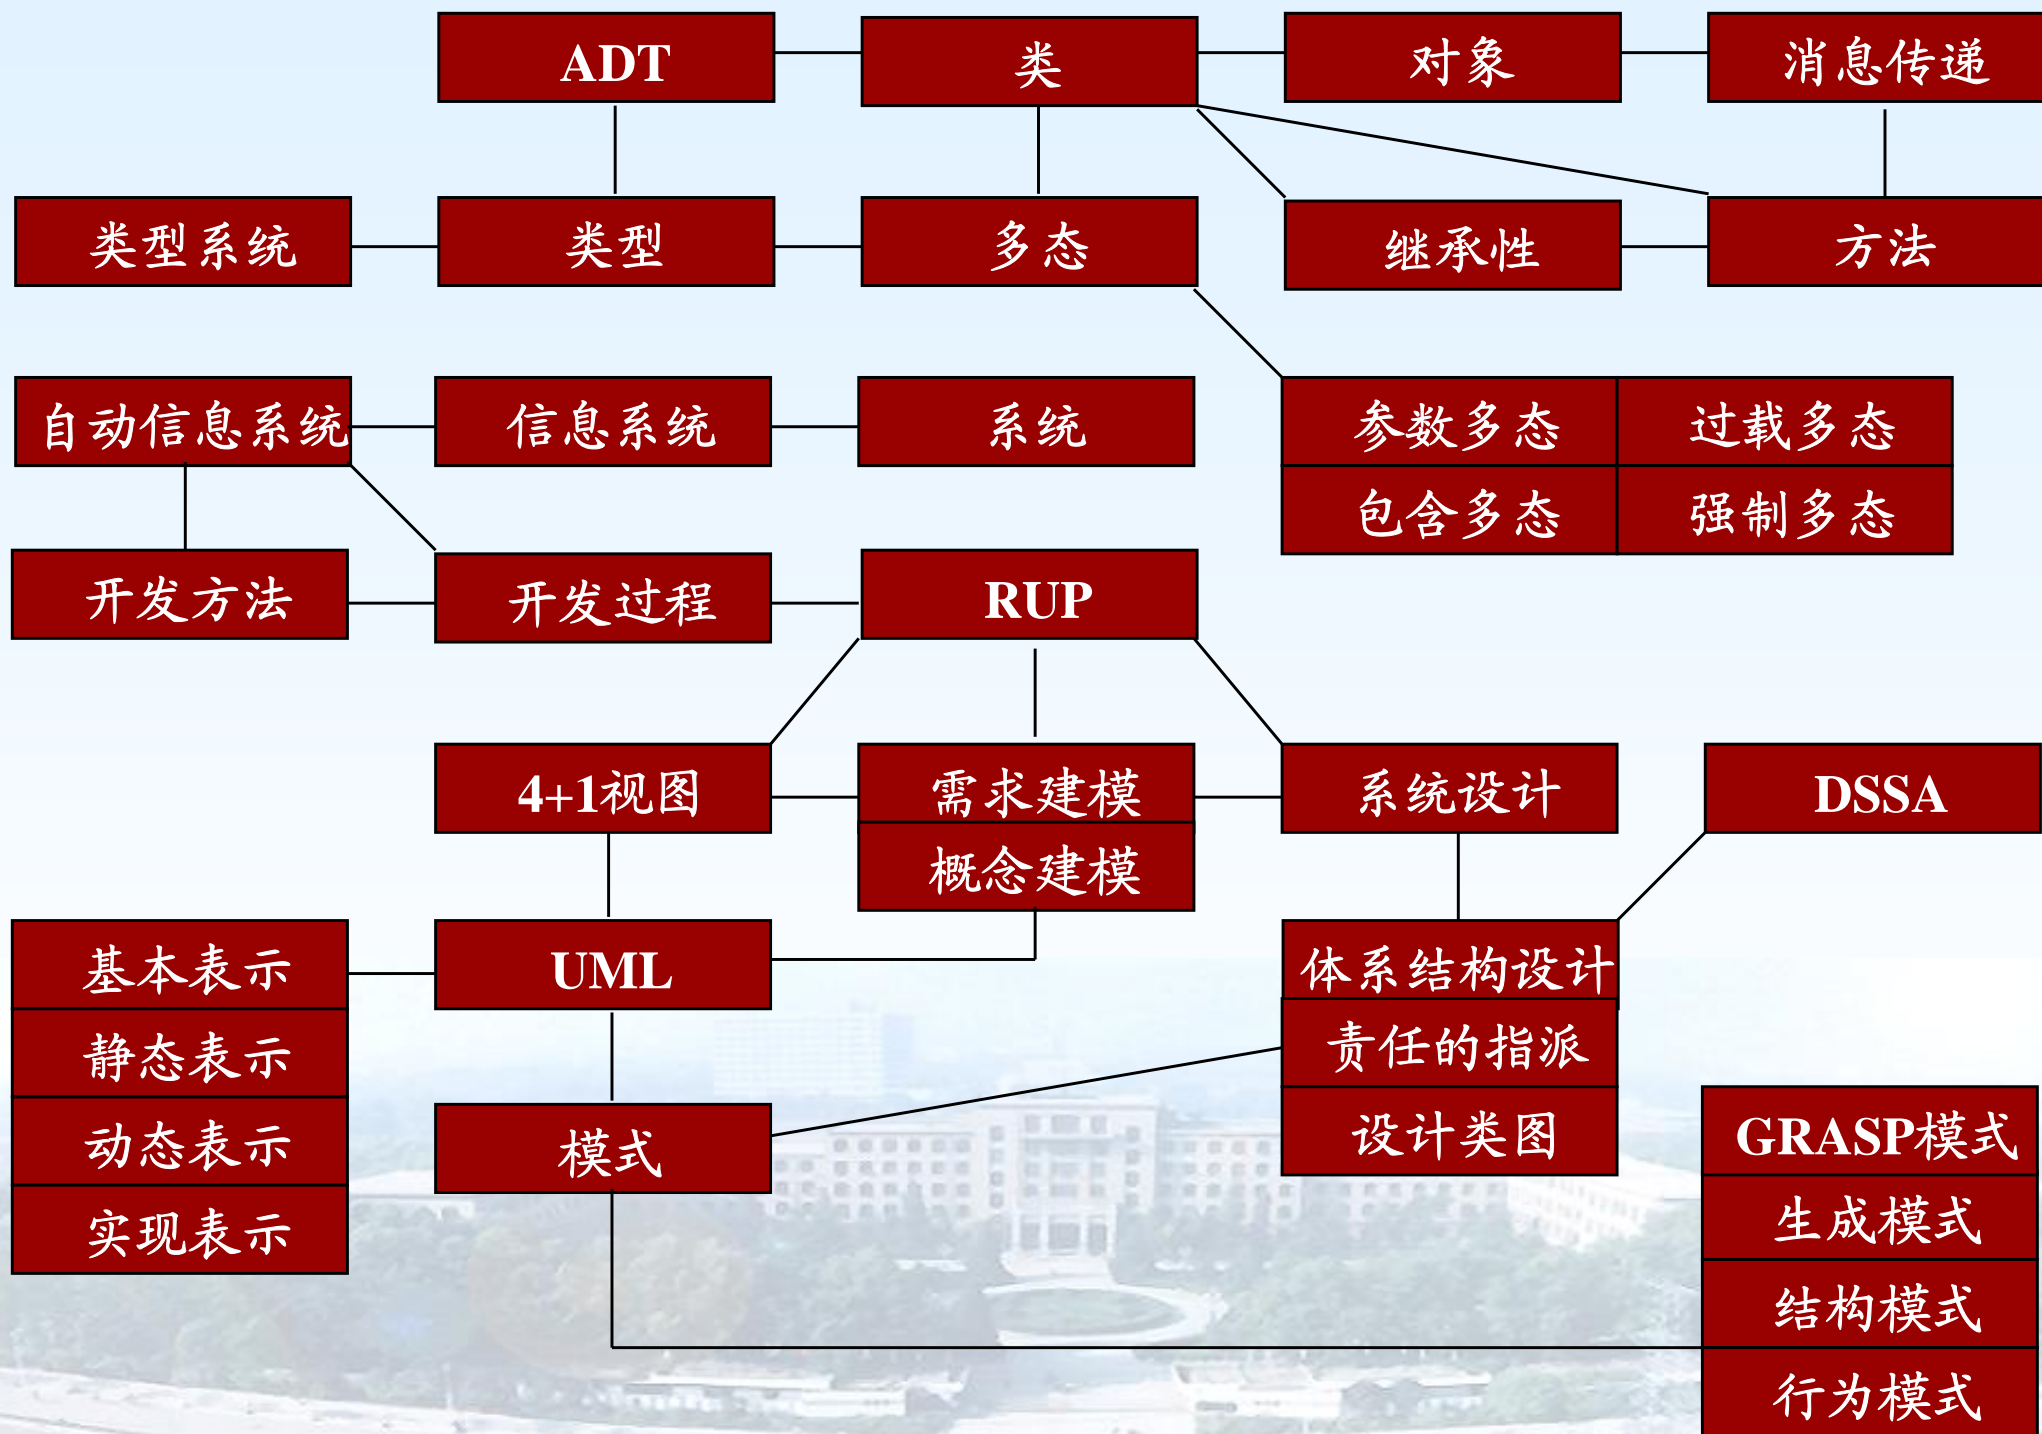 ADT
类
对象
消息传递
类型系统
类型
多态
继承性
方法
自动信息系统
信息系统
系统
参数多态
过载多态
包含多态
强制多态
开发方法
开发过程
RUP
4+1视图
需求建模
系统设计
DSSA
概念建模
基本表示
UML
体系结构设计
静态表示
责任的指派
动态表示
模式
设计类图
GRASP模式
实现表示
生成模式
结构模式
行为模式